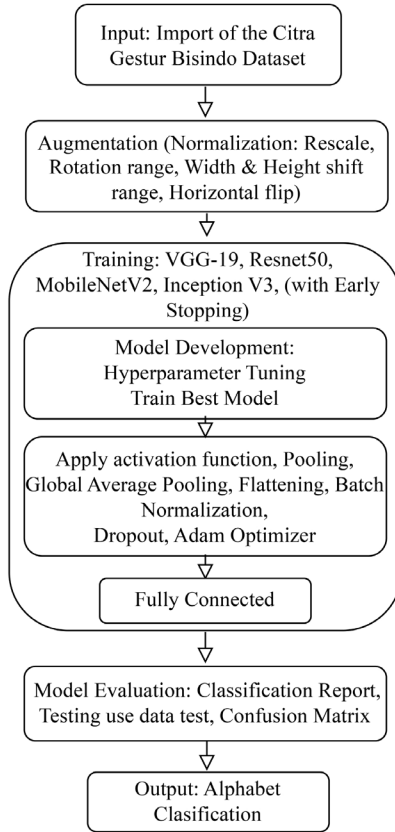 Input: Import of the Citra
Gestur Bisindo Dataset
Augmentation (Normalization: Rescale,
Rotation range, Width & Height shift
range, Horizontal flip)
Training: VGG-19, Resnet50,
MobileNetV2, Inception V3, (with Early
Stopping)
Model Development:
Hyperparameter Tuning
Train Best Model
Apply activation function, Pooling,
Global Average Pooling, Flattening, Batch
Normalization,
Dropout, Adam Optimizer
Fully Connected
Model Evaluation: Classification Report,
Testing use data test, Confusion Matrix
Output: Alphabet
Clasification